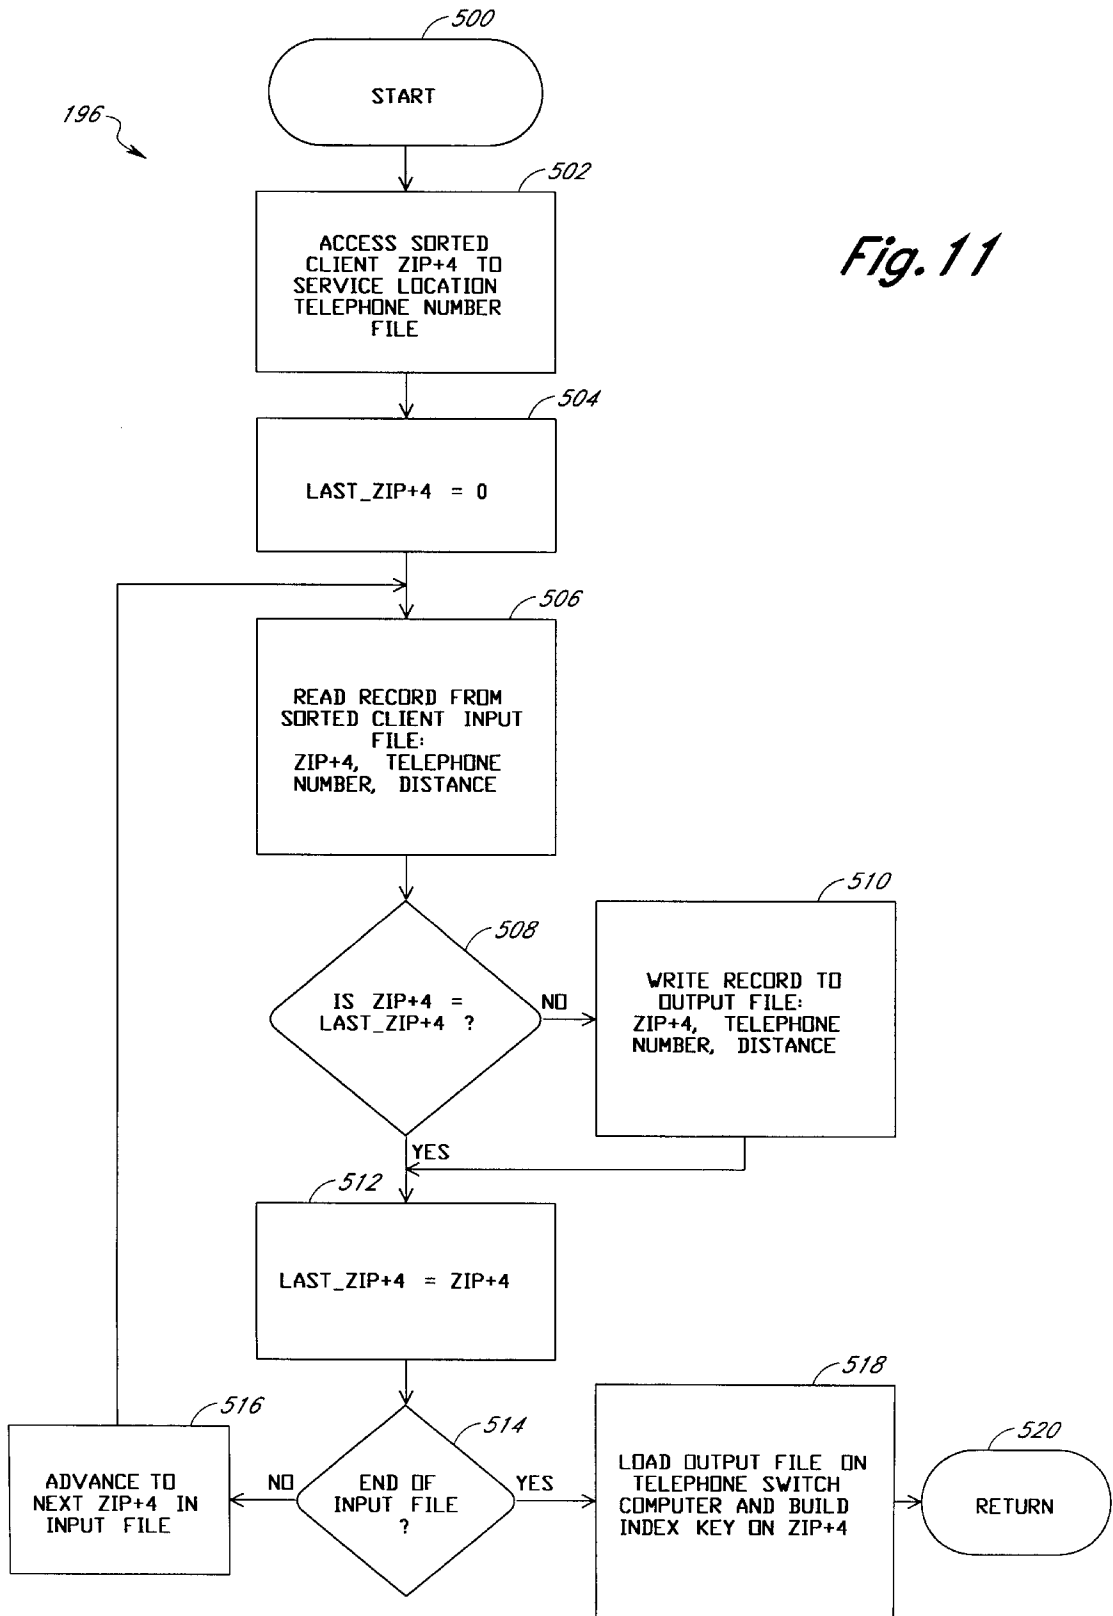 500
START
196
502
ACCESS SORTED
CLIENT ZIP+4 TO
SERVICE LOCATION
TELEPHONE NUMBER
FILE
Fig. 11
504
LAST_ZIP+4 = 0
506
READ RECORD FROM
SORTED CLIENT INPUT
FILE:
ZIP+4, TELEPHONE
NUMBER, DISTANCE
508
IS ZIP+4 =
LAST_ZIP+4 ?
NO
510
WRITE RECORD TO
OUTPUT FILE:
ZIP+4, TELEPHONE
NUMBER, DISTANCE
YES
512
LAST_ZIP+4 = ZIP+4
514
END OF
INPUT FILE
?
NO
516
ADVANCE TO
NEXT ZIP+4 IN
INPUT FILE
YES
518
LOAD OUTPUT FILE ON
TELEPHONE SWITCH
COMPUTER AND BUILD
INDEX KEY ON ZIP+4
520
RETURN